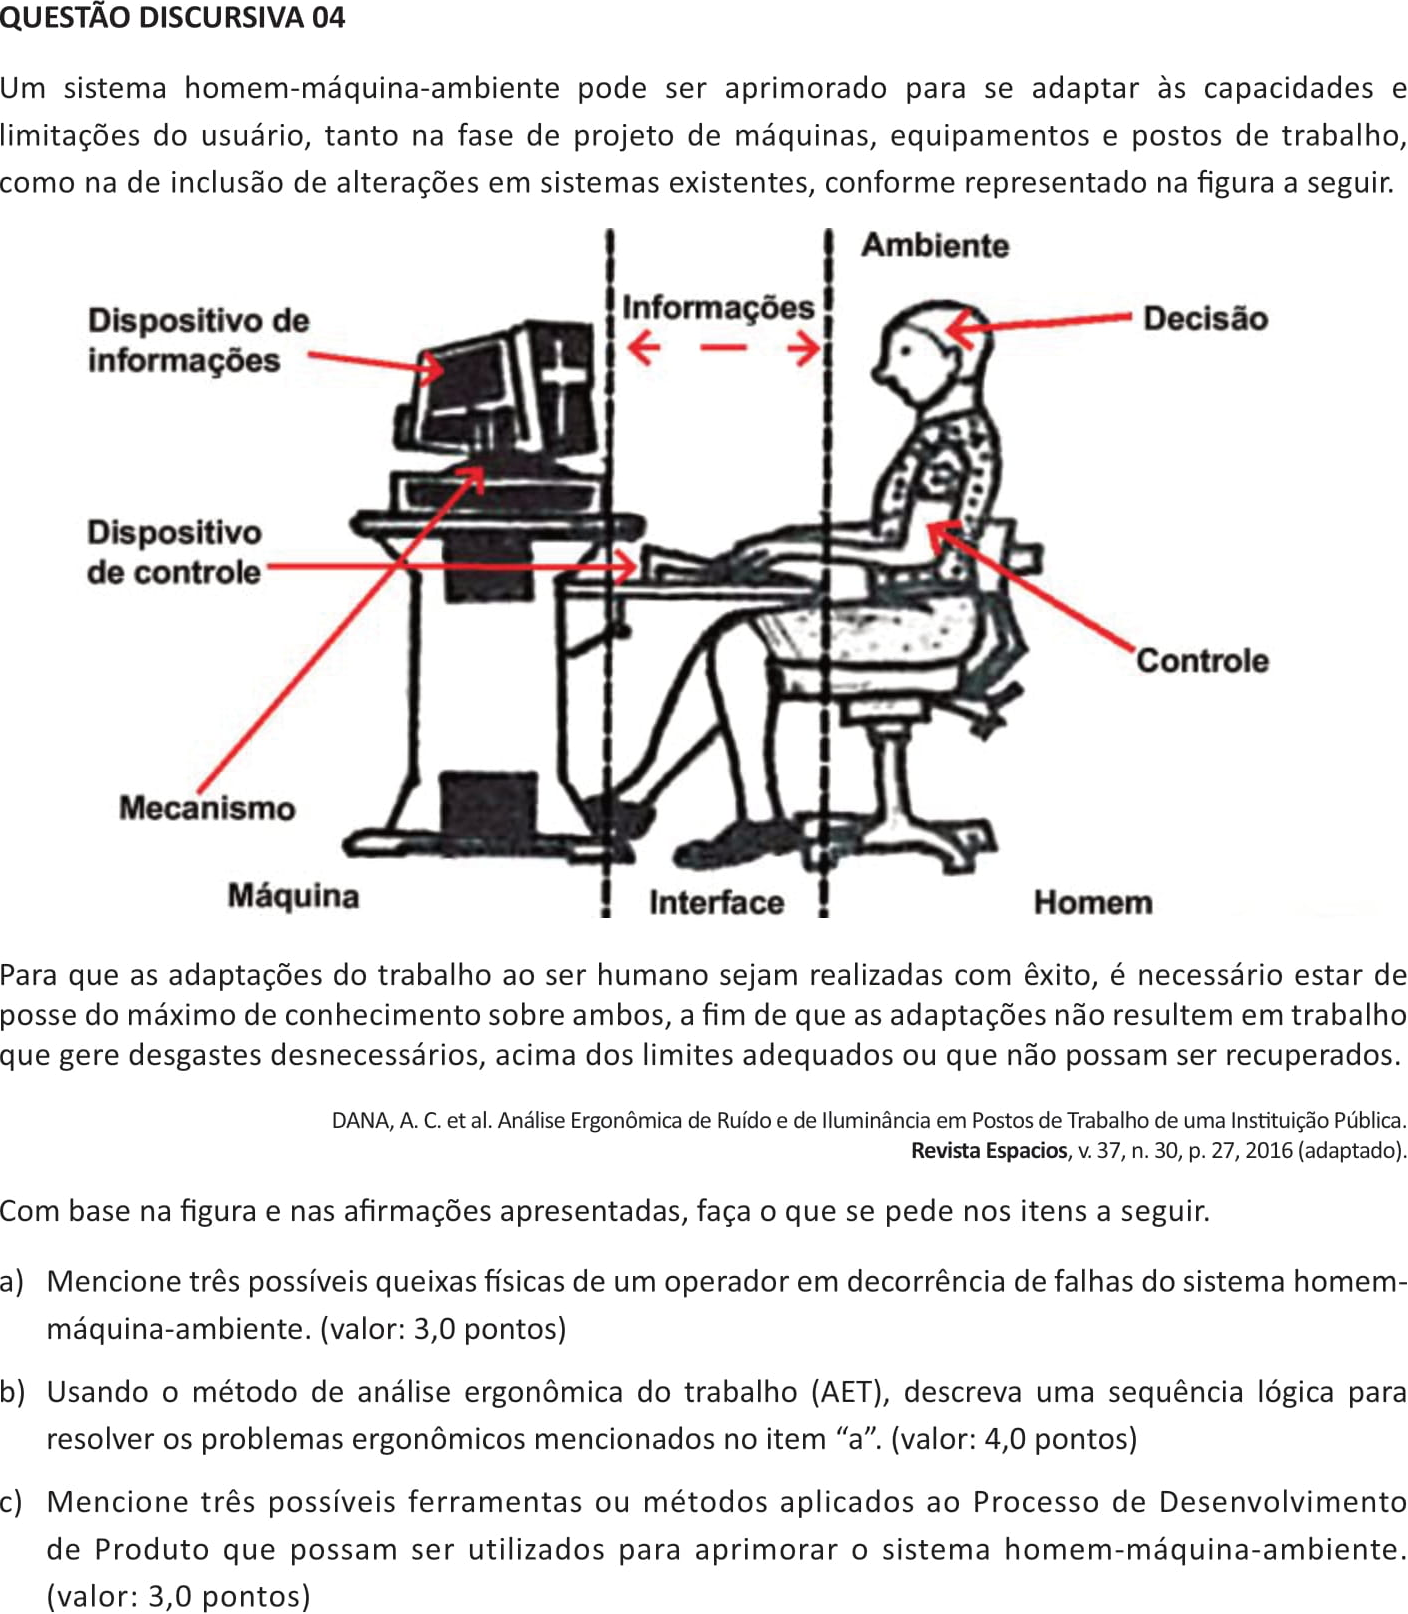 QUESTÃO DISCURSIVA 04
Um sistema homem-máquina-ambiente pode ser aprimorado para se adaptar às capacidades e
limitações do usuário, tanto na fase de projeto de máquinas, equipamentos e postos de trabalho,
como na de inclusão de alterações em sistemas existentes, conforme representado na figura a seguir.
Ambiente
Informações
Dispositivo de
informações
Decisão
Dispositivo
de controle
Controle
Mecanismo
Máquina
Interface
Homem
Para que as adaptações do trabalho ao ser humano sejam realizadas com êxito, é necessário estar de
posse do máximo de conhecimento sobre ambos, a fim de que as adaptações não resultem em trabalho
que gere desgastes desnecessários, acima dos limites adequados ou que não possam ser recuperados.
DANA, A. C. et al. Análise Ergonômica de Ruído e de Iluminância em Postos de Trabalho de uma Instituição Pública.
Revista Espacios, v. 37, n. 30, p. 27, 2016 (adaptado).
Com base na figura e nas afirmações apresentadas, faça o que se pede nos itens a seguir.
a) Mencione três possíveis queixas físicas de um operador em decorrência de falhas do sistema homem-
máquina-ambiente. (valor: 3,0 pontos)
b) Usando o método de análise ergonômica do trabalho (AET), descreva uma sequência lógica para
resolver os problemas ergonômicos mencionados no item “a”. (valor: 4,0 pontos)
c) Mencione três possíveis ferramentas ou métodos aplicados ao Processo de Desenvolvimento
de Produto que possam ser utilizados para aprimorar o sistema homem-máquina-ambiente.
(valor: 3,0 pontos)